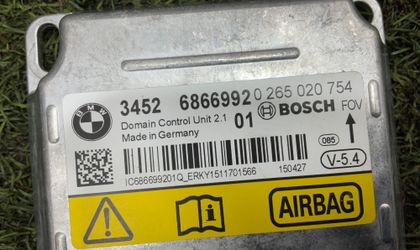 BMW
3452 6866992 0 265 020 754
Domain Control Unit 2.1 01 BOSCH FOV
Made in Germany
085
V-5.4
IC686699201Q_ERKY1511701566 150427
AIRBAG